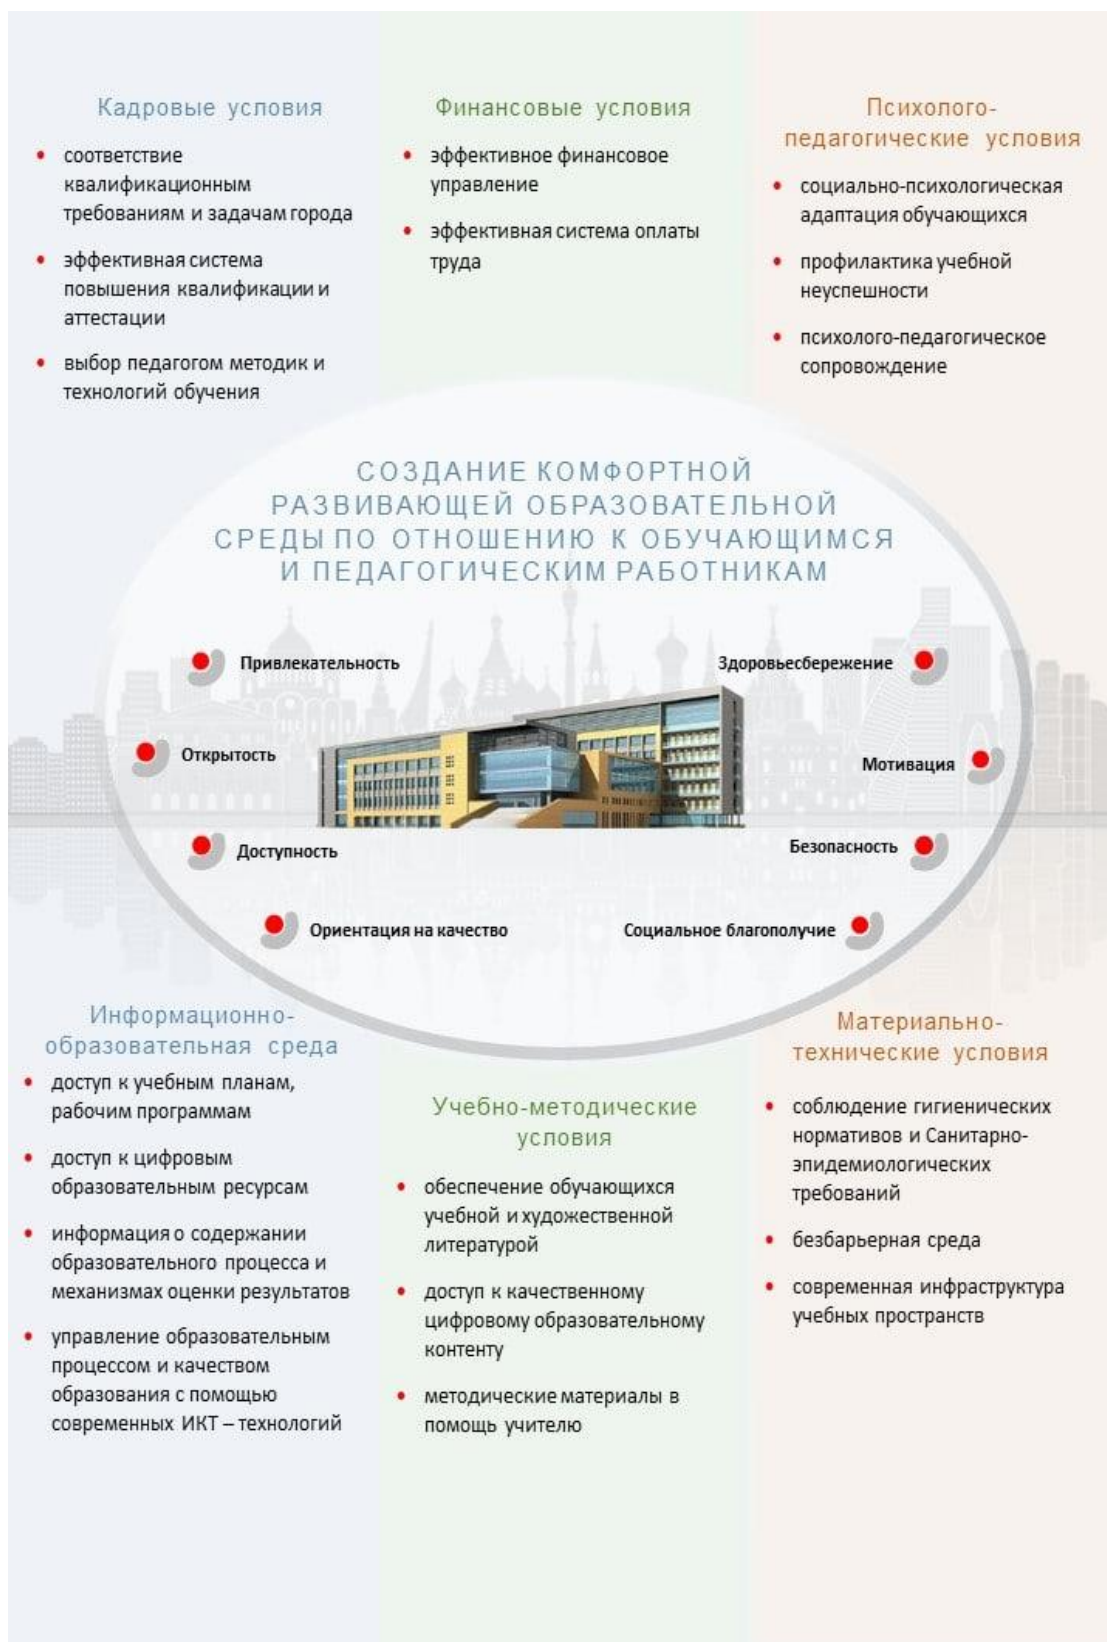 Кадровые условия
• соответствие
квалификационным
требованиям и задачам города
• эффективная система
повышения квалификации и
аттестации
• выбор педагогом методик и
технологий обучения
Финансовые условия
• эффективное финансовое
управление
• эффективная система оплаты
труда
Психолого-
педагогические условия
• социально-психологическая
адаптация обучающихся
• профилактика учебной
неуспешности
• психолого-педагогическое
сопровождение
СОЗДАНИЕ КОМФОРТНОЙ
РАЗВИВАЮЩЕЙ ОБРАЗОВАТЕЛЬНОЙ
СРЕДЫ ПО ОТНОШЕНИЮ К ОБУЧАЮЩИМСЯ
И ПЕДАГОГИЧЕСКИМ РАБОТНИКАМ
Привлекательность
Открытость
Доступность
Ориентация на качество
Здоровьесбережение
Мотивация
Безопасность
Социальное благополучие
Информационно-
образовательная среда
• доступ к учебным планам,
рабочим программам
• доступ к цифровым
образовательным ресурсам
• информация о содержании
образовательного процесса и
механизмах оценки результатов
• управление образовательным
процессом и качеством
образования с помощью
современных ИКТ – технологий
Учебно-методические
условия
• обеспечение обучающихся
учебной и художественной
литературой
• доступ к качественному
цифровому образовательному
контенту
• методические материалы в
помощь учителю
Материально-
технические условия
• соблюдение гигиенических
нормативов и Санитарно-
эпидемиологических
требований
• безбарьерная среда
• современная инфраструктура
учебных пространств